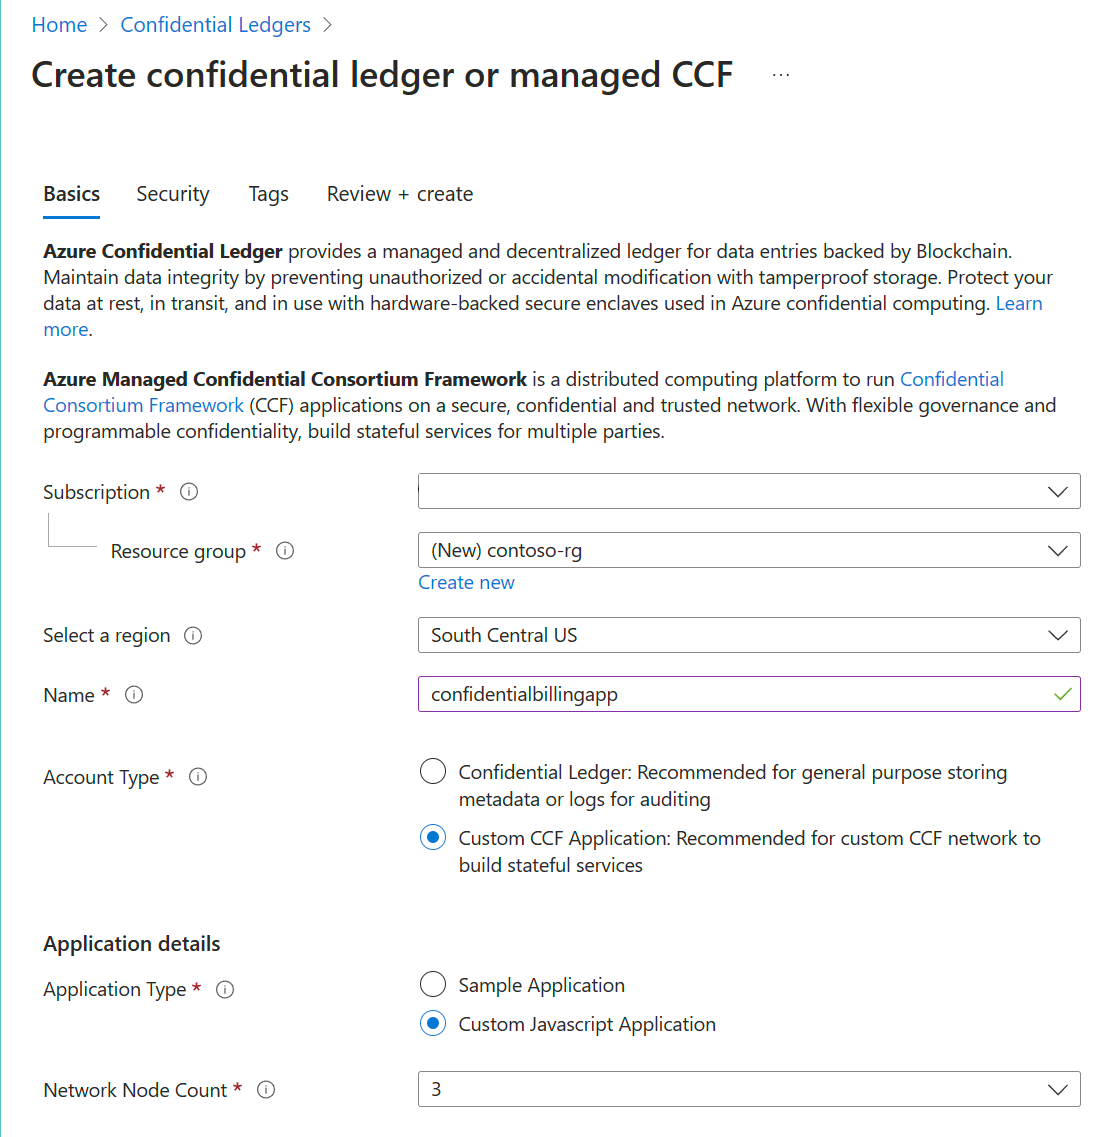 Home > Confidential Ledgers >
Create confidential ledger or managed CCF ...
Basics Security Tags Review + create
Azure Confidential Ledger provides a managed and decentralized ledger for data entries backed by Blockchain.
Maintain data integrity by preventing unauthorized or accidental modification with tamperproof storage. Protect your
data at rest, in transit, and in use with hardware-backed secure enclaves used in Azure confidential computing. Learn
more.
Azure Managed Confidential Consortium Framework is a distributed computing platform to run Confidential
Consortium Framework (CCF) applications on a secure, confidential and trusted network. With flexible governance and
programmable confidentiality, build stateful services for multiple parties.
Subscription *
Resource group * (New) contoso-rg
Create new
Select a region South Central US
Name * confidentialbillingapp
Account Type * Confidential Ledger: Recommended for general purpose storing
metadata or logs for auditing
Custom CCF Application: Recommended for custom CCF network to
build stateful services
Application details
Application Type * Sample Application
Custom Javascript Application
Network Node Count * 3